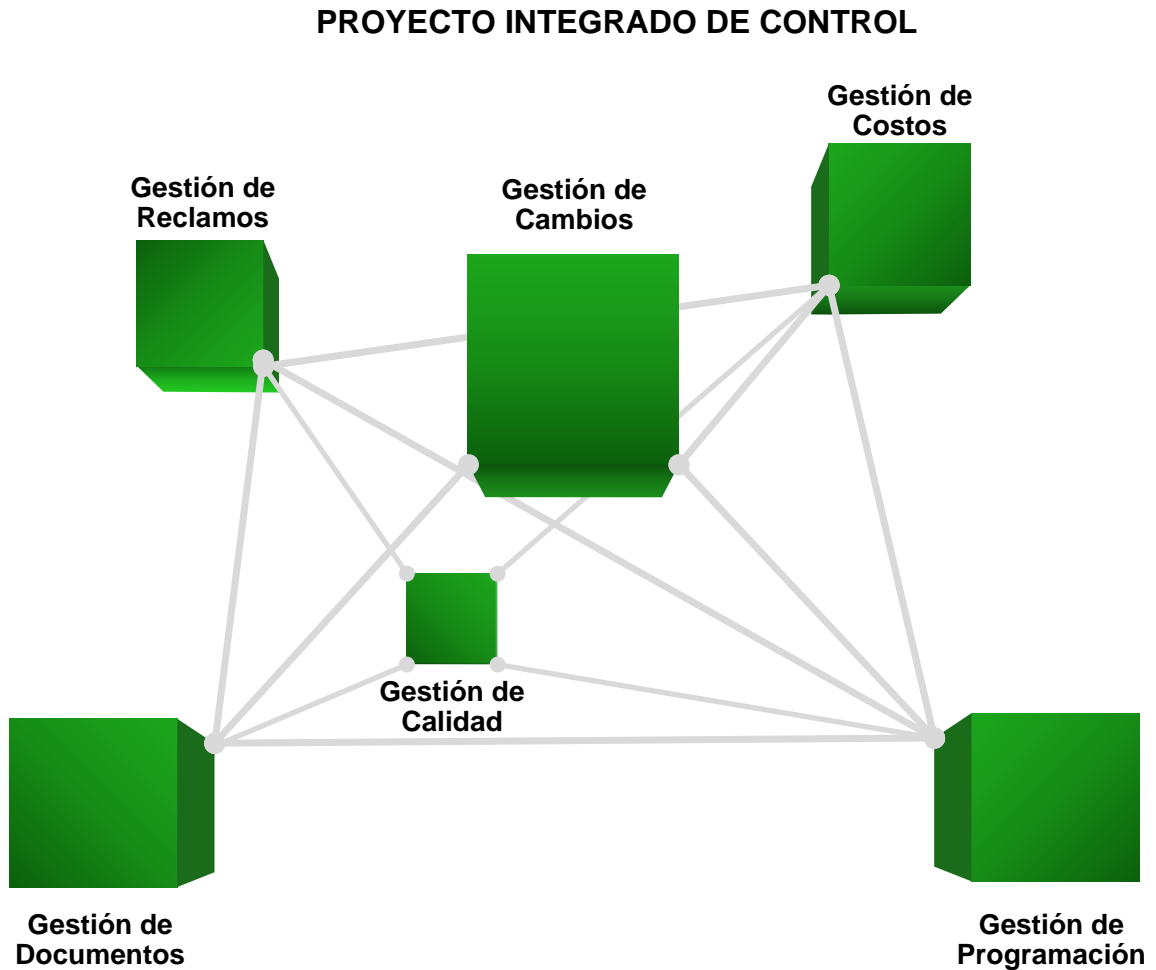 PROYECTO INTEGRADO DE CONTROL
Gestión de
Costos
Gestión de
Reclamos
Gestión de
Cambios
Gestión de
Calidad
Gestión de
Documentos
Gestión de
Programación